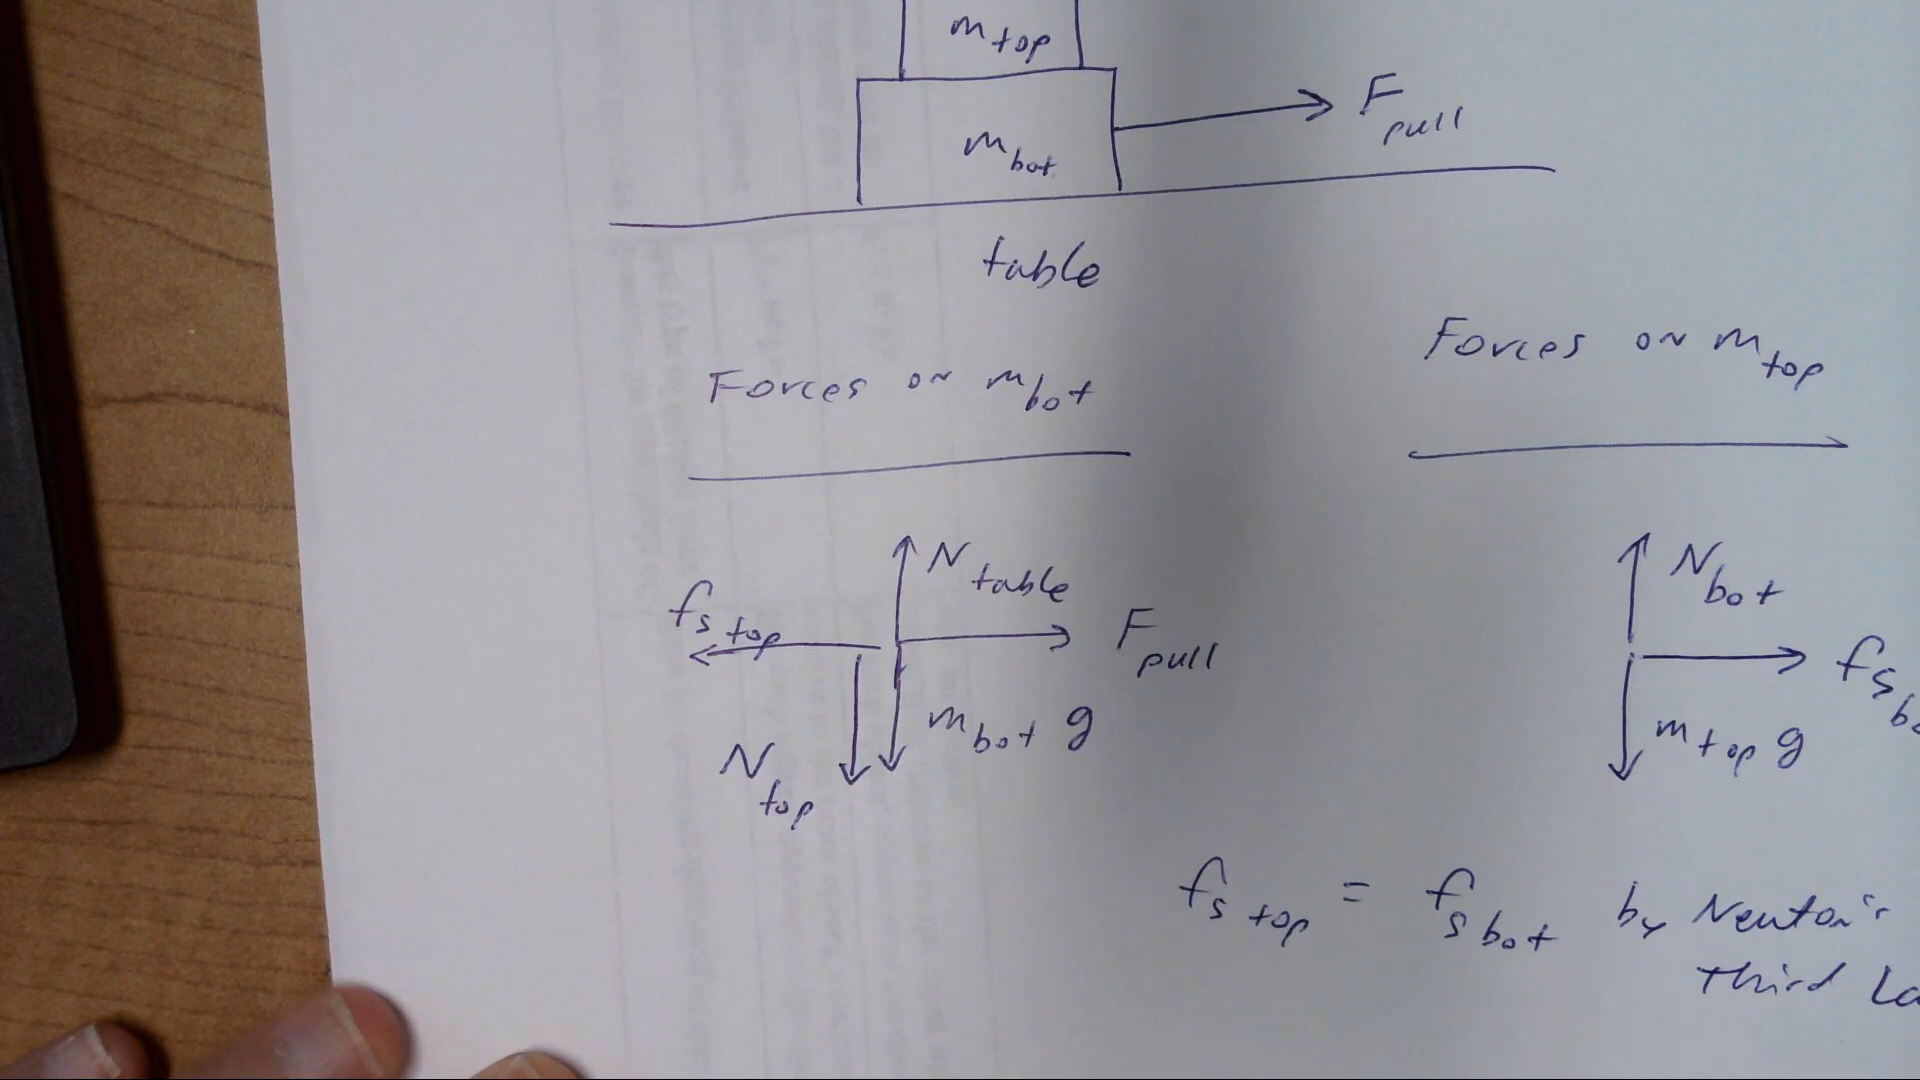 m top
m bot
F pull
table
Forces on m bot
Forces on m top
N table
f s top
F pull
m bot g
N top
N bot
f s b
m top g
f s top = f s bot by Newton's
Third La